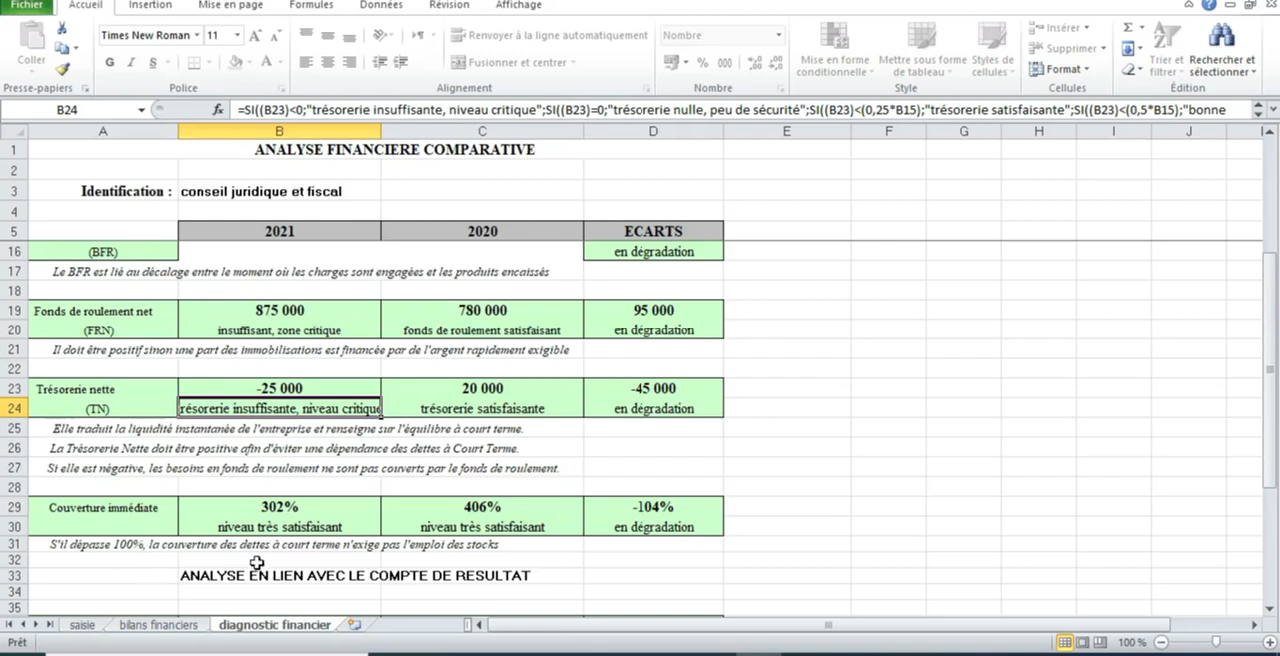 Fichier Accueil Insertion Mise en page Formules Données Révision Affichage
Coller Times New Roman 11 A A Renvoyer à la ligne automatiquement Nombre Mise en forme conditionnelle Mettre sous forme de tableau Styles de cellules Insérer Σ Trier et filtrer Rechercher et sélectionner
G I S A Fusionner et centrer % 000 Supprimer Format
Presse-papiers Police Alignement Nombre Style Cellules Édition
B24 fx =SI((B23)<0;"trésorerie insuffisante, niveau critique";SI((B23)=0;"trésorerie nulle, peu de sécurité";SI((B23)<(0,25*B15);"trésorerie satisfaisante";SI((B23)<(0,5*B15);"bonne
A B C D E F G H I J
1 ANALYSE FINANCIERE COMPARATIVE
2
3 Identification : conseil juridique et fiscal
4
5 2021 2020 ECARTS
16 (BFR) en dégradation
17 Le BFR est lié au décalage entre le moment où les charges sont engagées et les produits encaissés
18
19 Fonds de roulement net 875 000 780 000 95 000
20 (FRN) insuffisant, zone critique fonds de roulement satisfaisant en dégradation
21 Il doit être positif sinon une part des immobilisations est financée par de l'argent rapidement exigible
22
23 Trésorerie nette -25 000 20 000 -45 000
24 (TN) résorerie insuffisante, niveau critique trésorerie satisfaisante en dégradation
25 Elle traduit la liquidité instantanée de l'entreprise et renseigne sur l'équilibre à court terme.
26 La Trésorerie Nette doit être positive afin d'éviter une dépendance des dettes à Court Terme.
27 Si elle est négative, les besoins en fonds de roulement ne sont pas couverts par le fonds de roulement.
28
29 Couverture immédiate 302% 406% -104%
30 niveau très satisfaisant niveau très satisfaisant en dégradation
31 S'il dépasse 100%, la couverture des dettes à court terme n'exige pas l'emploi des stocks
32
33 ANALYSE EN LIEN AVEC LE COMPTE DE RESULTAT
34
35
saisie bilans financiers diagnostic financier
Prêt 100 %